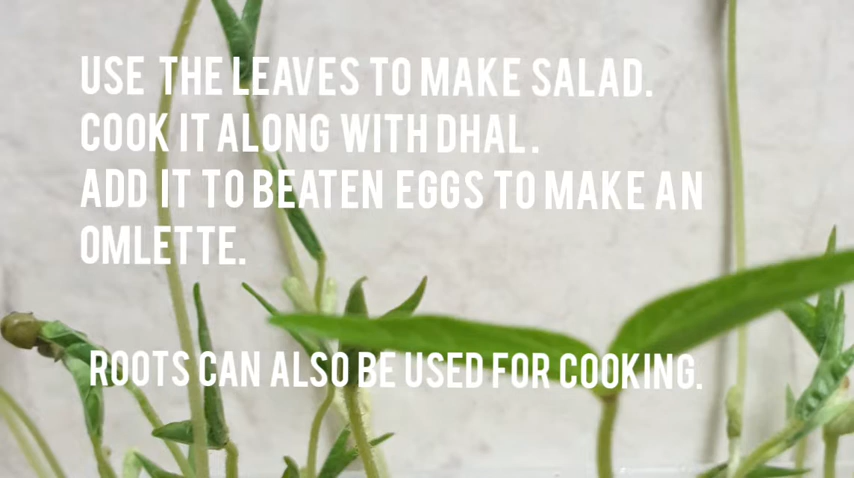 USE THE LEAVES TO MAKE SALAD.
COOK IT ALONG WITH DHAL.
ADD IT TO BEATEN EGGS TO MAKE AN
OMLETTE.
ROOTS CAN ALSO BE USED FOR COOKING.